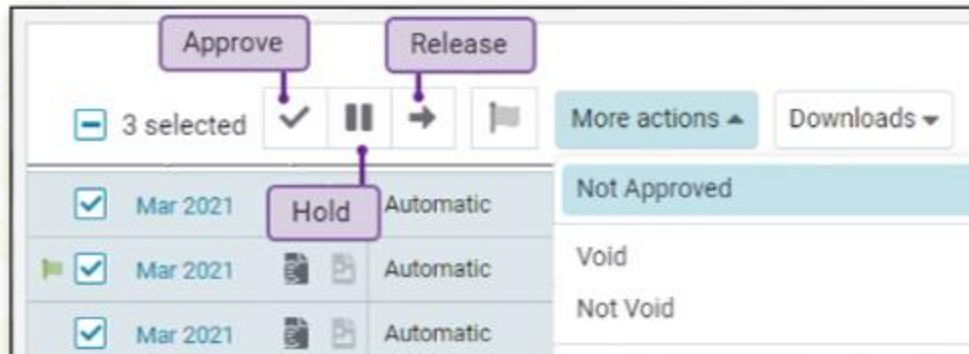 Approve
Release
3 selected
More actions
Downloads
Not Approved
Mar 2021
Hold
Automatic
Mar 2021
Automatic
Void
Not Void
Mar 2021
Automatic